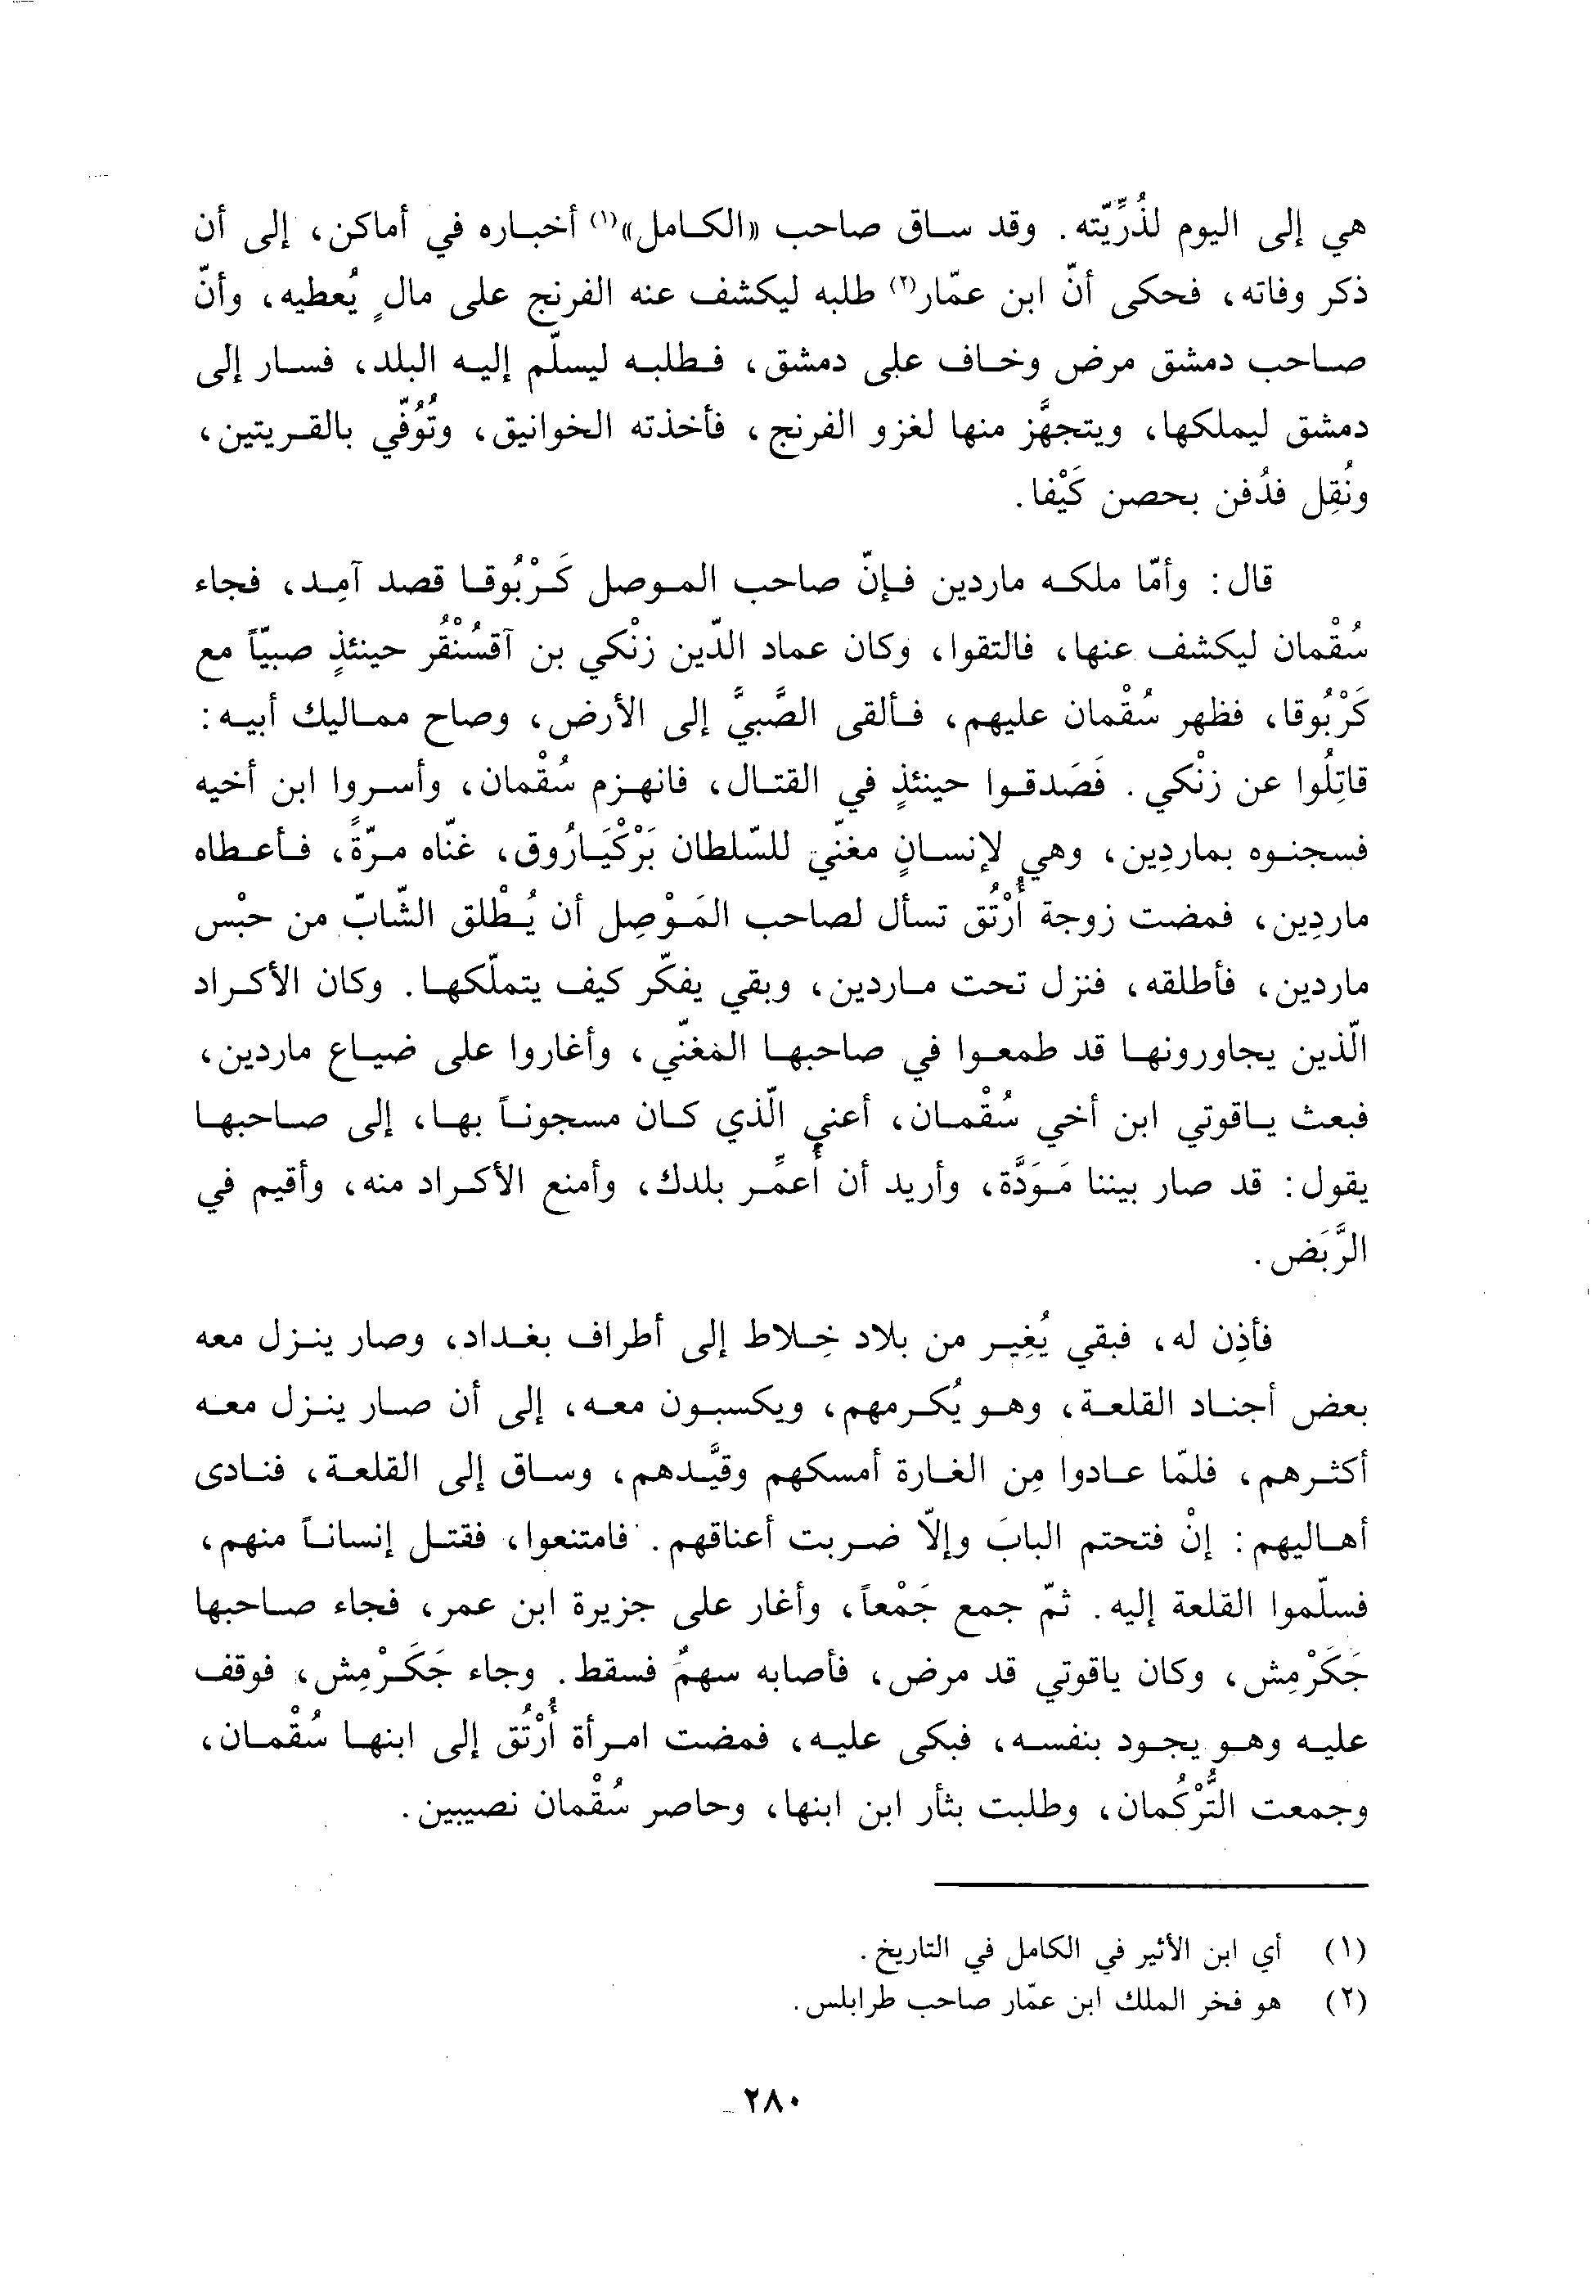 هي إلى اليوم لذُرِّيّته. وقد ساق صاحب «الكامل»(١) أخباره في أماكن، إلى أن
ذكر وفاته، فحكى أنّ ابن عمّار(٢) طلبه ليكشف عنه الفرنج على مالٍ يُعطيه، وأنّ
صاحب دمشق مرض وخاف على دمشق، فطلبه ليسلّم إليه البلد، فسار إلى
دمشق ليملكها، ويتجهَّز منها لغزو الفرنج، فأخذته الخوانيق، وتُوُفّي بالقريتين،
ونُقِل فدُفن بحصن كَيْفا.
قال: وأمّا ملكه ماردين فإنّ صاحب الموصل كَرْبُوقا قصد آمِد، فجاء
سُقْمان ليكشف عنها، فالتقوا، وكان عماد الدّين زنْكي بن آقسُنْقُر حينئذٍ صبيّاً مع
كَرْبُوقا، فظهر سُقْمان عليهم، فألقى الصَّبيَّ إلى الأرض، وصاح مماليك أبيه:
قاتِلُوا عن زنْكي. فَصَدقوا حينئذٍ في القتال، فانهزم سُقْمان، وأسروا ابن أخيه
فسجنوه بماردِين، وهي لإنسانٍ مغنّيٍ للسّلطان بَرْكْيَارُوق، غنّاه مرّةً، فأعطاه
ماردِين، فمضت زوجة أُرْتُق تسأل لصاحب المَوْصِل أن يُطْلق الشّابّ من حبْس
ماردين، فأطلقه، فنزل تحت ماردين، وبقي يفكّر كيف يتملّكها. وكان الأكراد
الّذين يجاورونها قد طمعوا في صاحبها المغنّي، وأغاروا على ضياع ماردين،
فبعث ياقوتي ابن أخي سُقْمان، أعني الّذي كان مسجوناً بها، إلى صاحبها
يقول: قد صار بيننا مَوَدَّة، وأريد أن أُعمِّر بلدك، وأمنع الأكراد منه، وأقيم في
الرَّبَض.
فأذِن له، فبقي يُغِير من بلاد خِلاط إلى أطراف بغداد، وصار ينزل معه
بعض أجناد القلعة، وهو يُكرمهم، ويكسبون معه، إلى أن صار ينزل معه
أكثرهم، فلمّا عادوا مِن الغارة أمسكهم وقيَّدهم، وساق إلى القلعة، فنادى
أهاليهم: إنْ فتحتم البابَ وإلّا ضربت أعناقهم. فامتنعوا، فقتل إنساناً منهم،
فسلّموا القلعة إليه. ثمّ جمع جَمْعاً، وأغار على جزيرة ابن عمر، فجاء صاحبها
جَكَرْمِش، وكان ياقوتي قد مرض، فأصابه سهمٌ فسقط. وجاء جَكَرْمِش، فوقف
عليه وهو يجود بنفسه، فبكى عليه، فمضت امرأة أُرْتُق إلى ابنها سُقْمان،
وجمعت التُّرْكُمان، وطلبت بثأر ابن ابنها، وحاصر سُقْمان نصيبين.
(١) أي ابن الأثير في الكامل في التاريخ.
(٢) هو فخر الملك ابن عمّار صاحب طرابلس.
٢٨٠